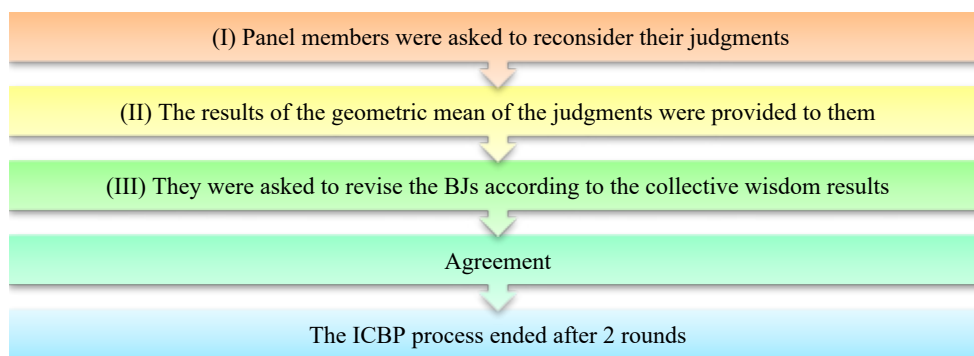 (I) Panel members were asked to reconsider their judgments
(II) The results of the geometric mean of the judgments were provided to them
(III) They were asked to revise the BJs according to the collective wisdom results
Agreement
The ICBP process ended after 2 rounds